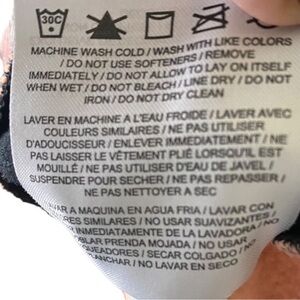 30C
MACHINE WASH COLD / WASH WITH LIKE COLORS
/ DO NOT USE SOFTENERS / REMOVE
IMMEDIATELY / DO NOT ALLOW TO LAY ON ITSELF
WHEN WET / DO NOT BLEACH / LINE DRY / DO NOT
IRON / DO NOT DRY CLEAN
LAVER EN MACHINE A L'EAU FROIDE / LAVER AVEC
COULEURS SIMILAIRES / NE PAS UTILISER
D'ADOUCISSEUR / ENLEVER IMMEDIATEMENT / NE
PAS LAISSER LE VÊTEMENT PLIÉ LORSQU'IL EST
MOUILLÉ / NE PAS UTILISER D'EAU DE JAVEL /
SUSPENDRE POUR SECHER / NE PAS REPASSER /
NE PAS NETTOYER A SEC
A MAQUINA EN AGUA FRIA / LAVAR CON
SIMILARES / NO USAR SUAVIZANTES /
INMEDIATAMENTE DE LA LAVADORA / NO
PRENDA MOJADA / NO USAR
/ SECAR COLGADO / NO
/ NO LAVAR EN SECO